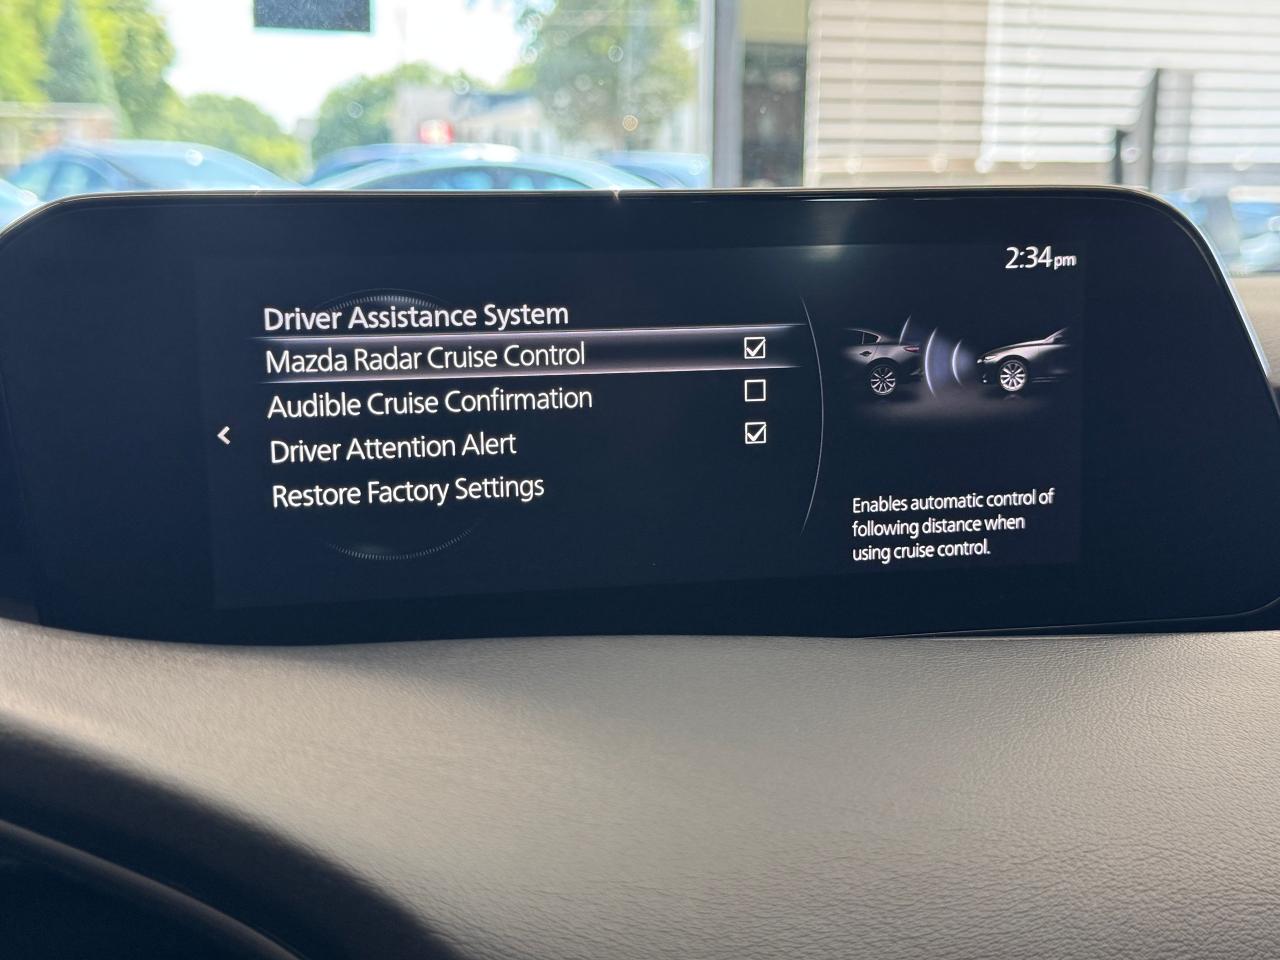 2:34pm
Driver Assistance System
Mazda Radar Cruise Control
Audible Cruise Confirmation
Driver Attention Alert
Restore Factory Settings
Enables automatic control of
following distance when
using cruise control.